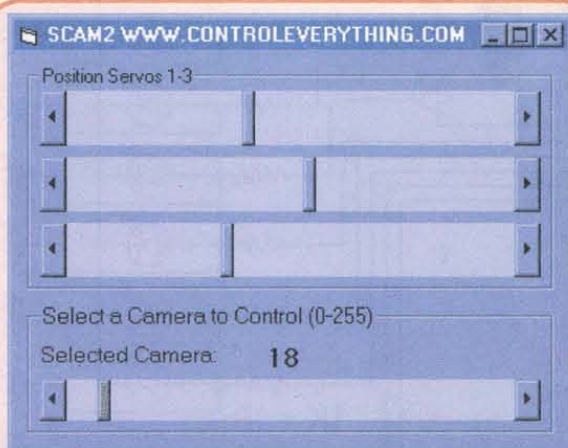 SCAM2 WWW.CONTROLEVERYTHING.COM
Position Servos 1-3
Select a Camera to Control (0-255)
Selected Camera: 18